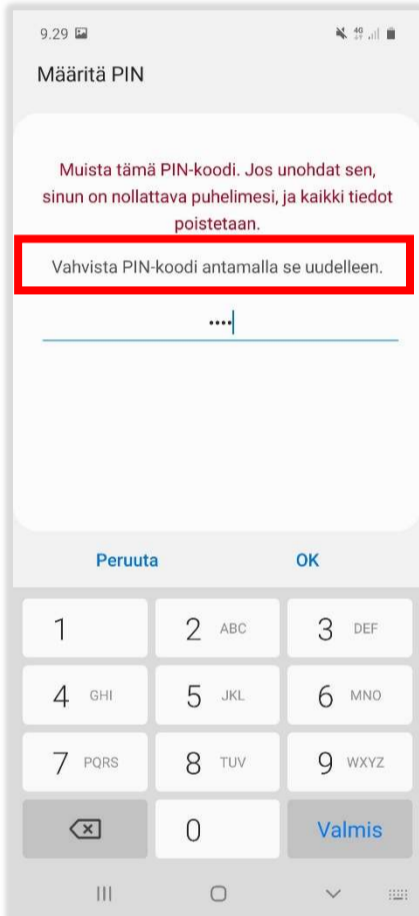 9.29
4G
Määritä PIN
Muista tämä PIN-koodi. Jos unohdat sen,
sinun on nollattava puhelimesi, ja kaikki tiedot
poistetaan.
Vahvista PIN-koodi antamalla se uudelleen.
••••
Peruuta OK
1 2 ABC 3 DEF
4 GHI 5 JKL 6 MNO
7 PQRS 8 TUV 9 WXYZ
0 Valmis